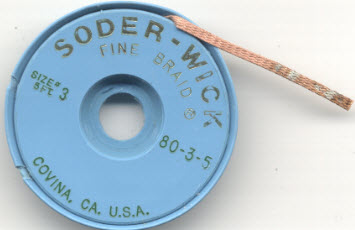 SODER-WICK
FINE BRAID ®
SIZE# 3
5FT.
80-3-5
COVINA, CA. U.S.A.